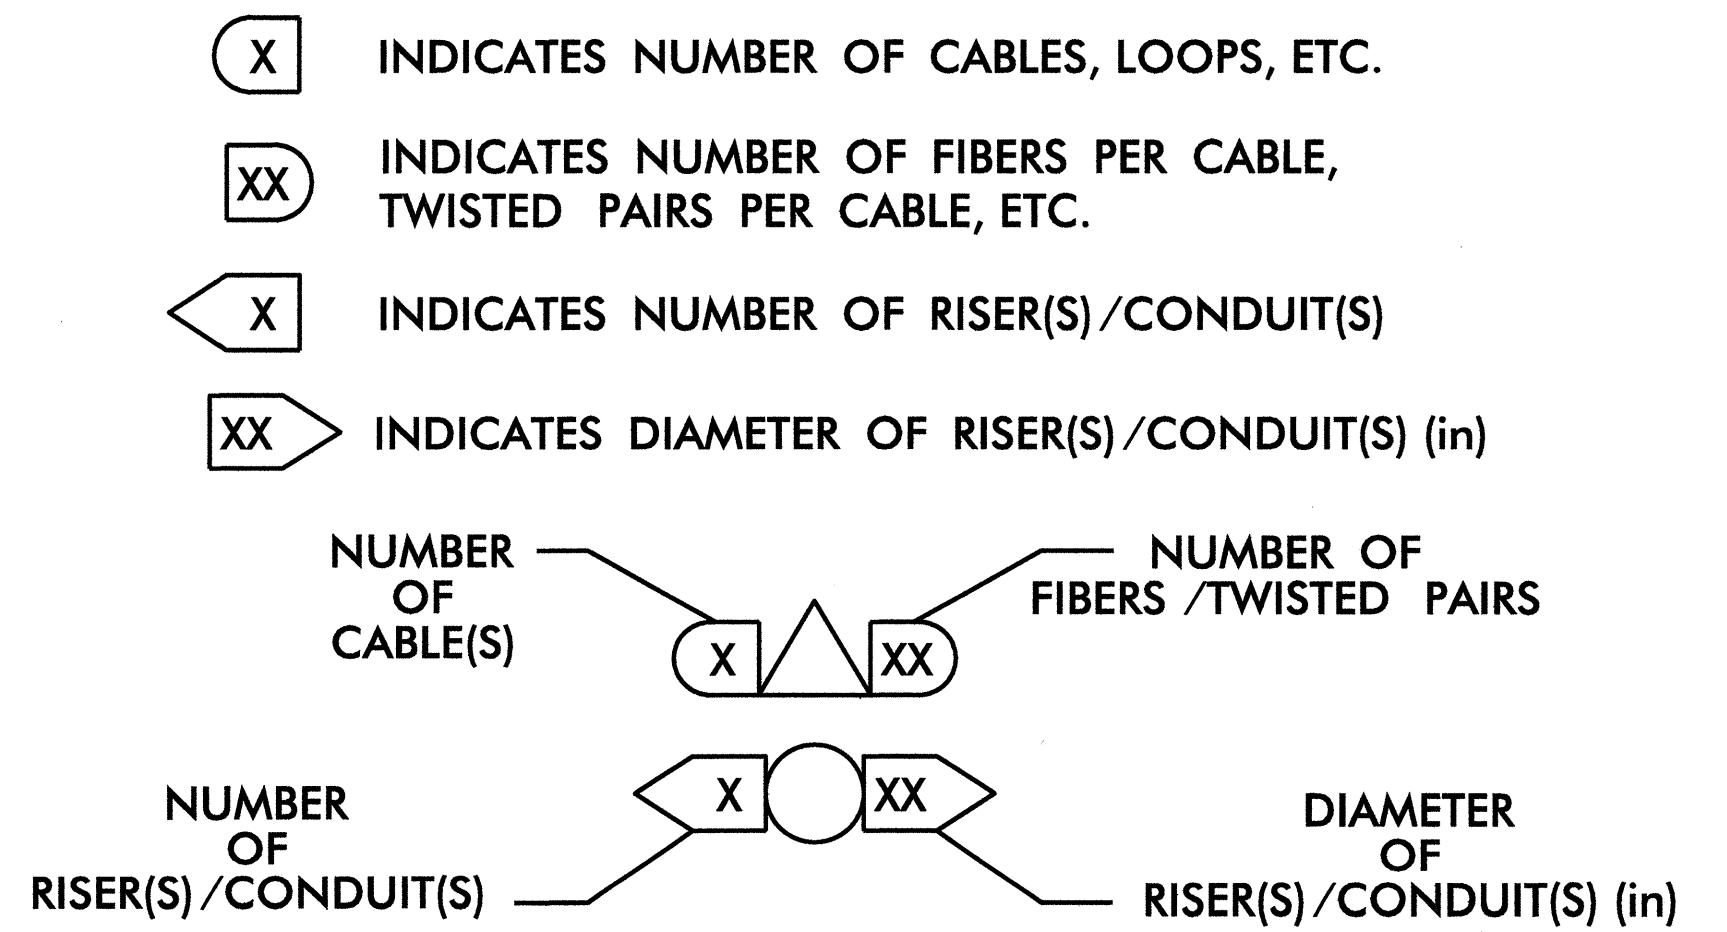 X INDICATES NUMBER OF CABLES, LOOPS, ETC.
XX INDICATES NUMBER OF FIBERS PER CABLE,
TWISTED PAIRS PER CABLE, ETC.
X INDICATES NUMBER OF RISER(S)/CONDUIT(S)
XX INDICATES DIAMETER OF RISER(S)/CONDUIT(S) (in)
NUMBER
OF
CABLE(S)
NUMBER OF
FIBERS /TWISTED PAIRS
X XX
X XX
NUMBER
OF
RISER(S)/CONDUIT(S)
DIAMETER
OF
RISER(S)/CONDUIT(S) (in)